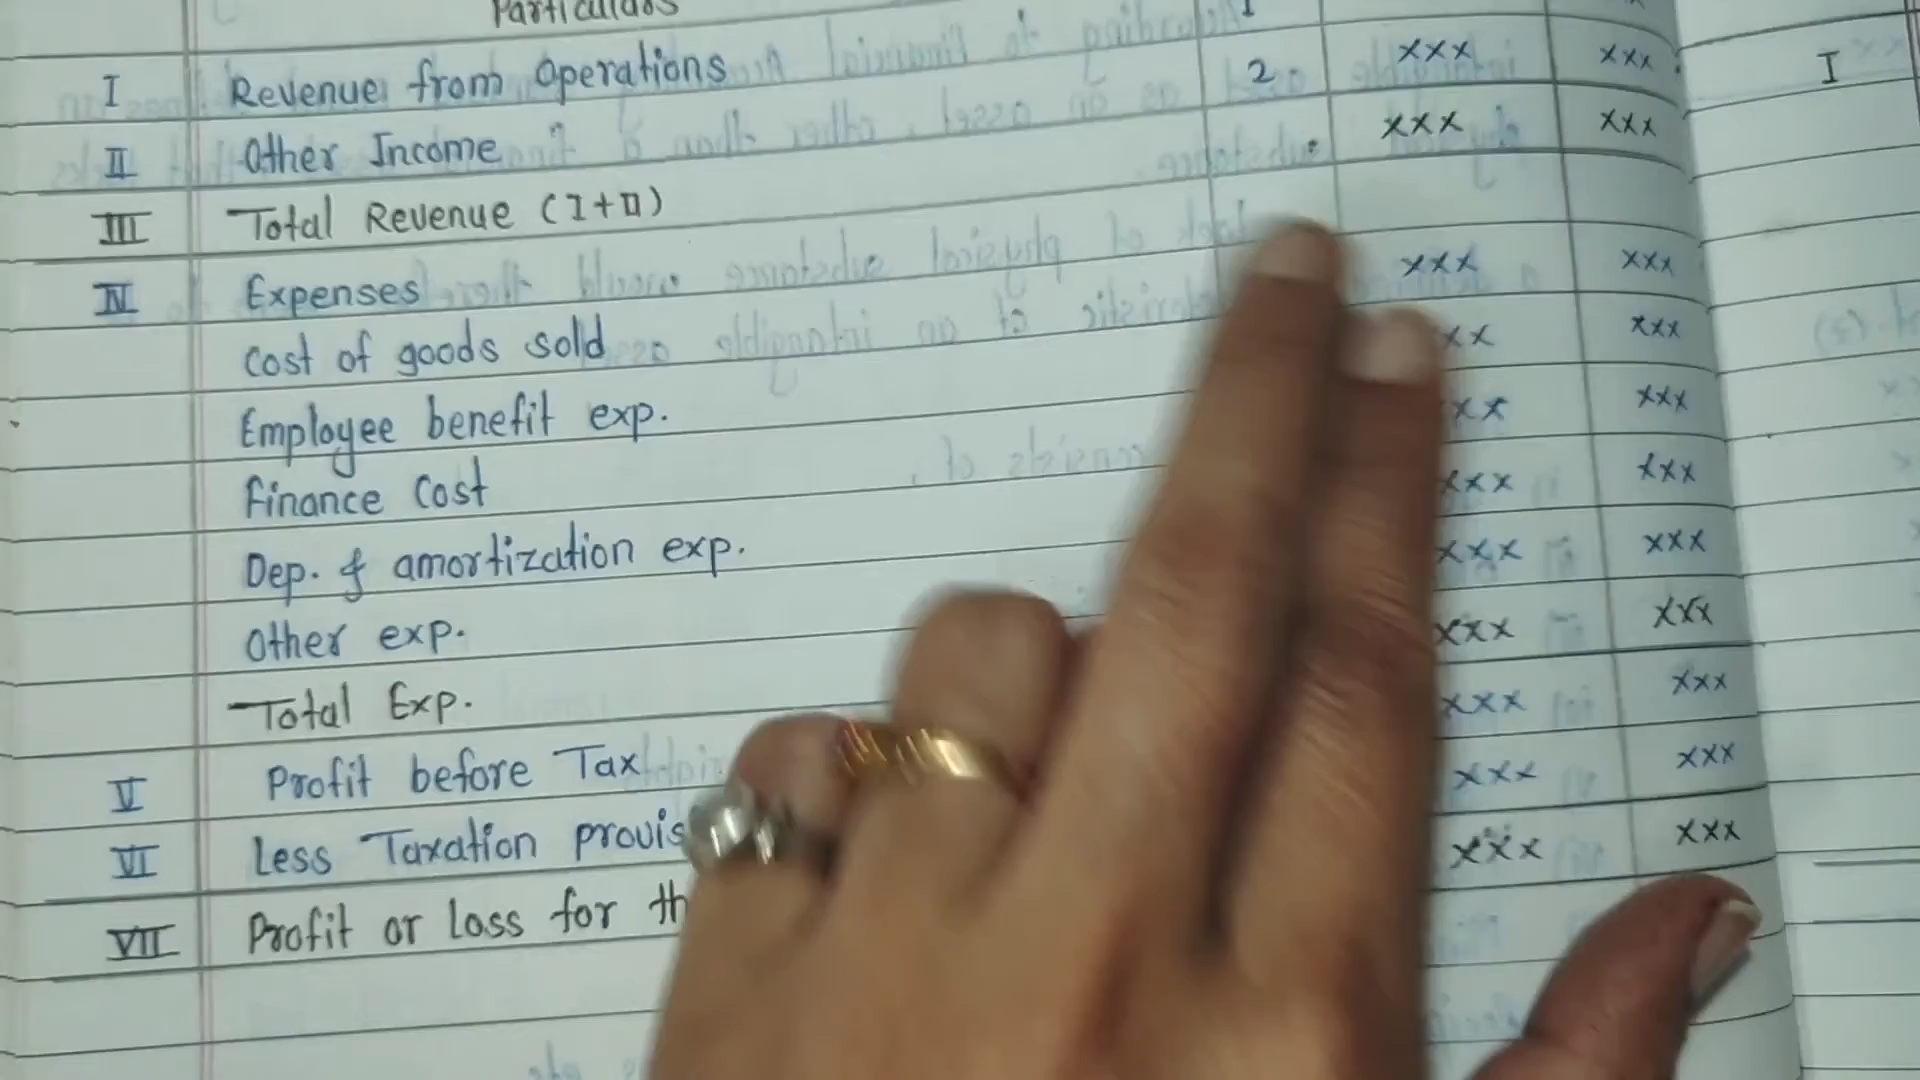 Particulars
I Revenue from Operations 2 xxx xxx I
II Other Income xxx xxx
III Total Revenue (I+II)
IV Expenses xxx xxx
Cost of goods sold xx xxx
Employee benefit exp. xx xxx
Finance Cost xxx xxx
Dep. & amortization exp. xxx xxx
Other exp. xxx xxx
Total Exp. xxx xxx
V Profit before Tax xxx xxx
VI Less Taxation provis xxx xxx
VII Profit or loss for th